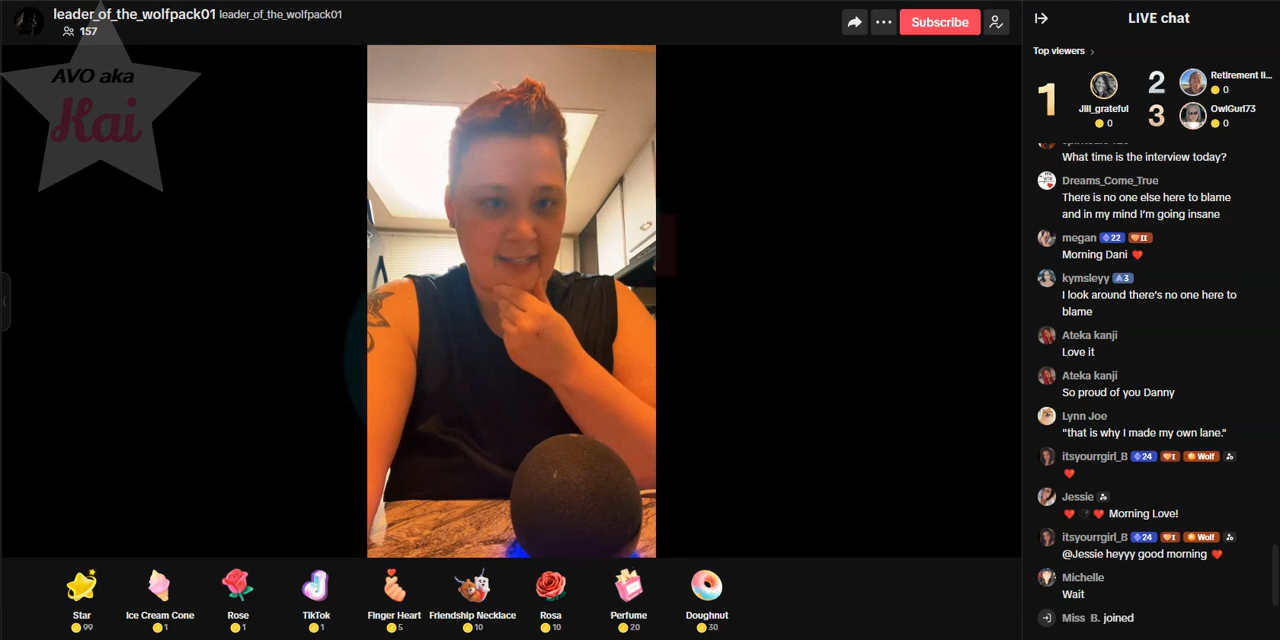 leader_of_the_wolfpack01 leader_of_the_wolfpack01
157
Subscribe
AVO aka
Kai
LIVE chat
Top viewers
1
Jill_grateful
0
2
Retirement li...
0
3
OwlGurl73
0
What time is the interview today?
Dreams_Come_True
There is no one else here to blame
and in my mind I'm going insane
megan 22 II
Morning Dani
kymsleyy 3
I look around there's no one here to
blame
Ateka kanji
Love it
Ateka kanji
So proud of you Danny
Lynn Joe
"that is why I made my own lane."
itsyourrgirl_B 24 I Wolf
Jessie
Morning Love!
itsyourrgirl_B 24 I Wolf
@Jessie heyyy good morning
Michelle
Wait
Miss B. joined
Star
99
Ice Cream Cone
1
Rose
1
TikTok
1
Finger Heart
5
Friendship Necklace
10
Rosa
10
Perfume
20
Doughnut
30